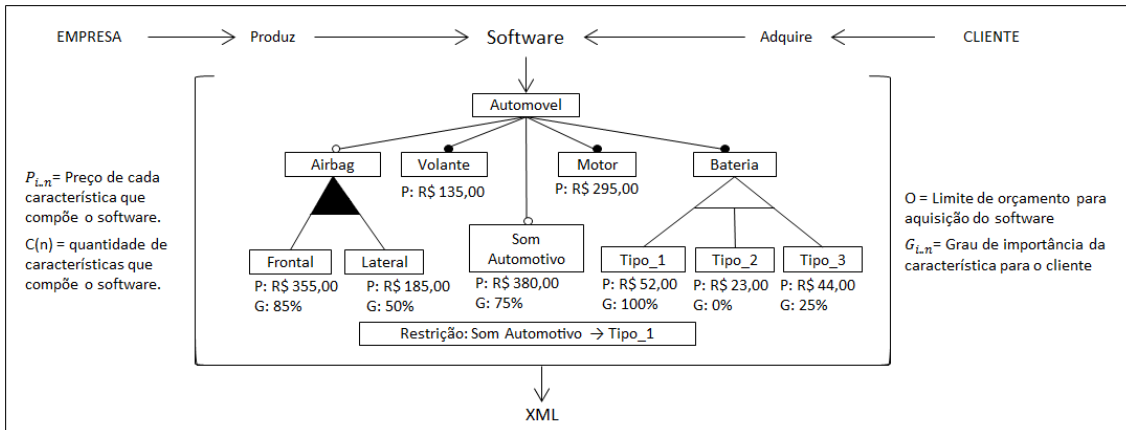 EMPRESA Produz Software Adquire CLIENTE
Automovel
Airbag Volante Motor Bateria
P: R$ 135,00 P: R$ 295,00
P_{i..n}= Preço de cada
característica que
compõe o software.
C(n) = quantidade de
características que
compõe o software.
O = Limite de orçamento para
aquisição do software
G_{i..n}= Grau de importância da
característica para o cliente
Som
Automotivo
P: R$ 380,00
G: 75%
Frontal Lateral Tipo_1 Tipo_2 Tipo_3
P: R$ 355,00 P: R$ 185,00 P: R$ 52,00 P: R$ 23,00 P: R$ 44,00
G: 85% G: 50% G: 100% G: 0% G: 25%
Restrição: Som Automotivo → Tipo_1
XML